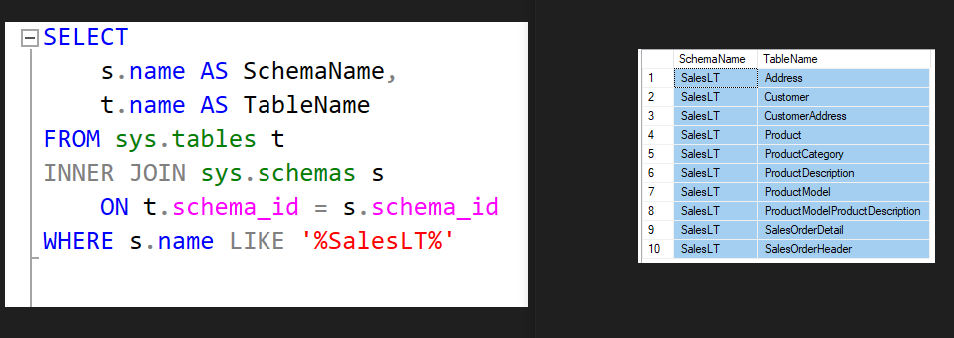 SELECT
s.name AS SchemaName,
t.name AS TableName
FROM sys.tables t
INNER JOIN sys.schemas s
ON t.schema_id = s.schema_id
WHERE s.name LIKE '%SalesLT%'
SchemaName TableName
1 SalesLT Address
2 SalesLT Customer
3 SalesLT CustomerAddress
4 SalesLT Product
5 SalesLT ProductCategory
6 SalesLT ProductDescription
7 SalesLT ProductModel
8 SalesLT ProductModelProductDescription
9 SalesLT SalesOrderDetail
10 SalesLT SalesOrderHeader